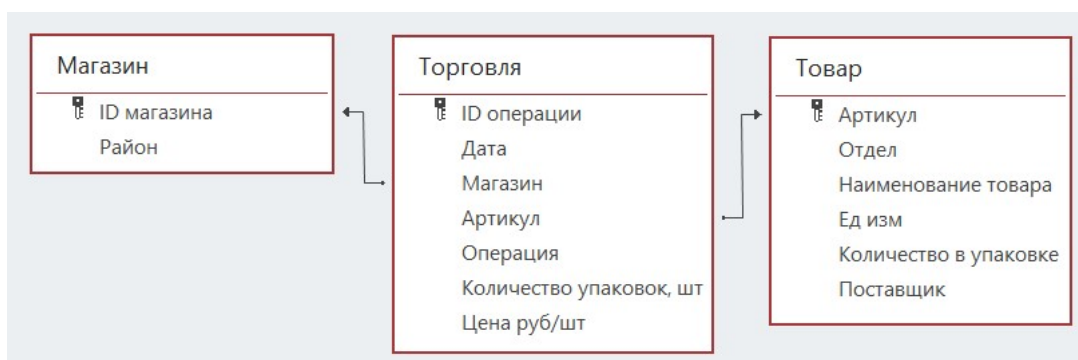 Магазин
ID магазина
Район
Торговля
ID операции
Дата
Магазин
Артикул
Операция
Количество упаковок, шт
Цена руб/шт
Товар
Артикул
Отдел
Наименование товара
Ед изм
Количество в упаковке
Поставщик